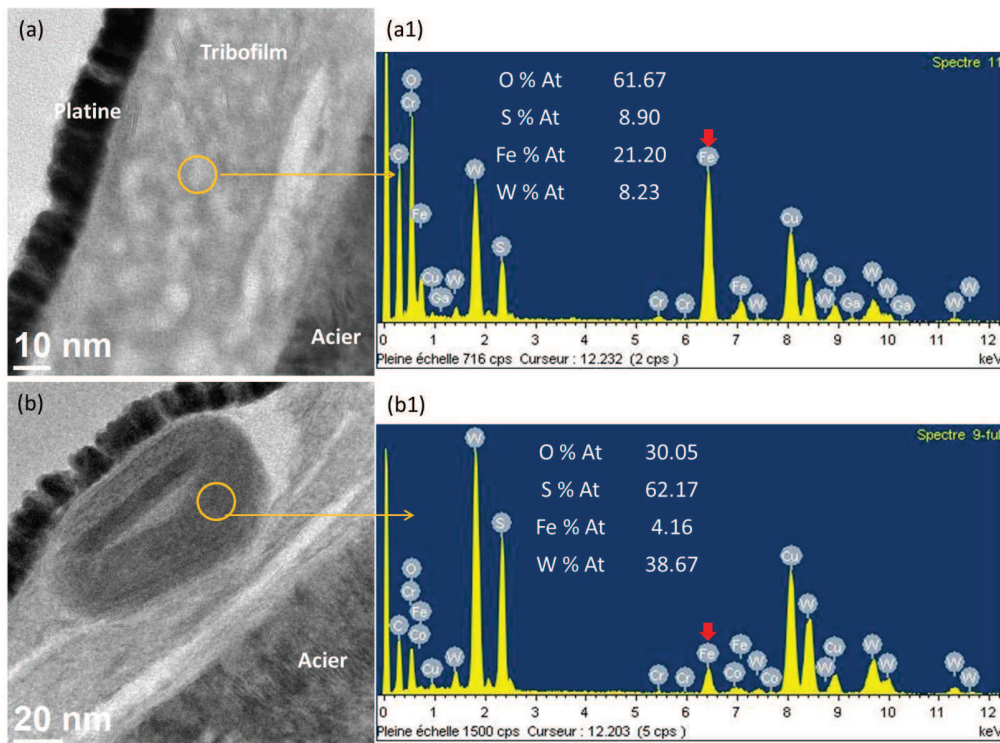 (a)
Tribofilm
Platine
Acier
10 nm
(a1)
Spectre 11
O % At 61.67
S % At 8.90
Fe % At 21.20
W % At 8.23
O
Cr
C
Fe
Cu
Ga
W
W
S
Cr
Cr
Fe
Fe
W
Cu
W
W
Cu
Ga
W
W
Ga
W
W
0 1 2 3 4 5 6 7 8 9 10 11 12
Pleine échelle 716 cps Curseur : 12.232 (2 cps ) keV
(b)
Acier
20 nm
(b1)
Spectre 9-full
O % At 30.05
S % At 62.17
Fe % At 4.16
W % At 38.67
O
Cr
Fe
Co
C
Cu
W
W
S
Cr
Cr
Fe
Co
Fe
W
Co
Cu
W
W
Cu
W
W
W
W
0 1 2 3 4 5 6 7 8 9 10 11 12
Pleine échelle 1500 cps Curseur : 12.203 (5 cps ) keV